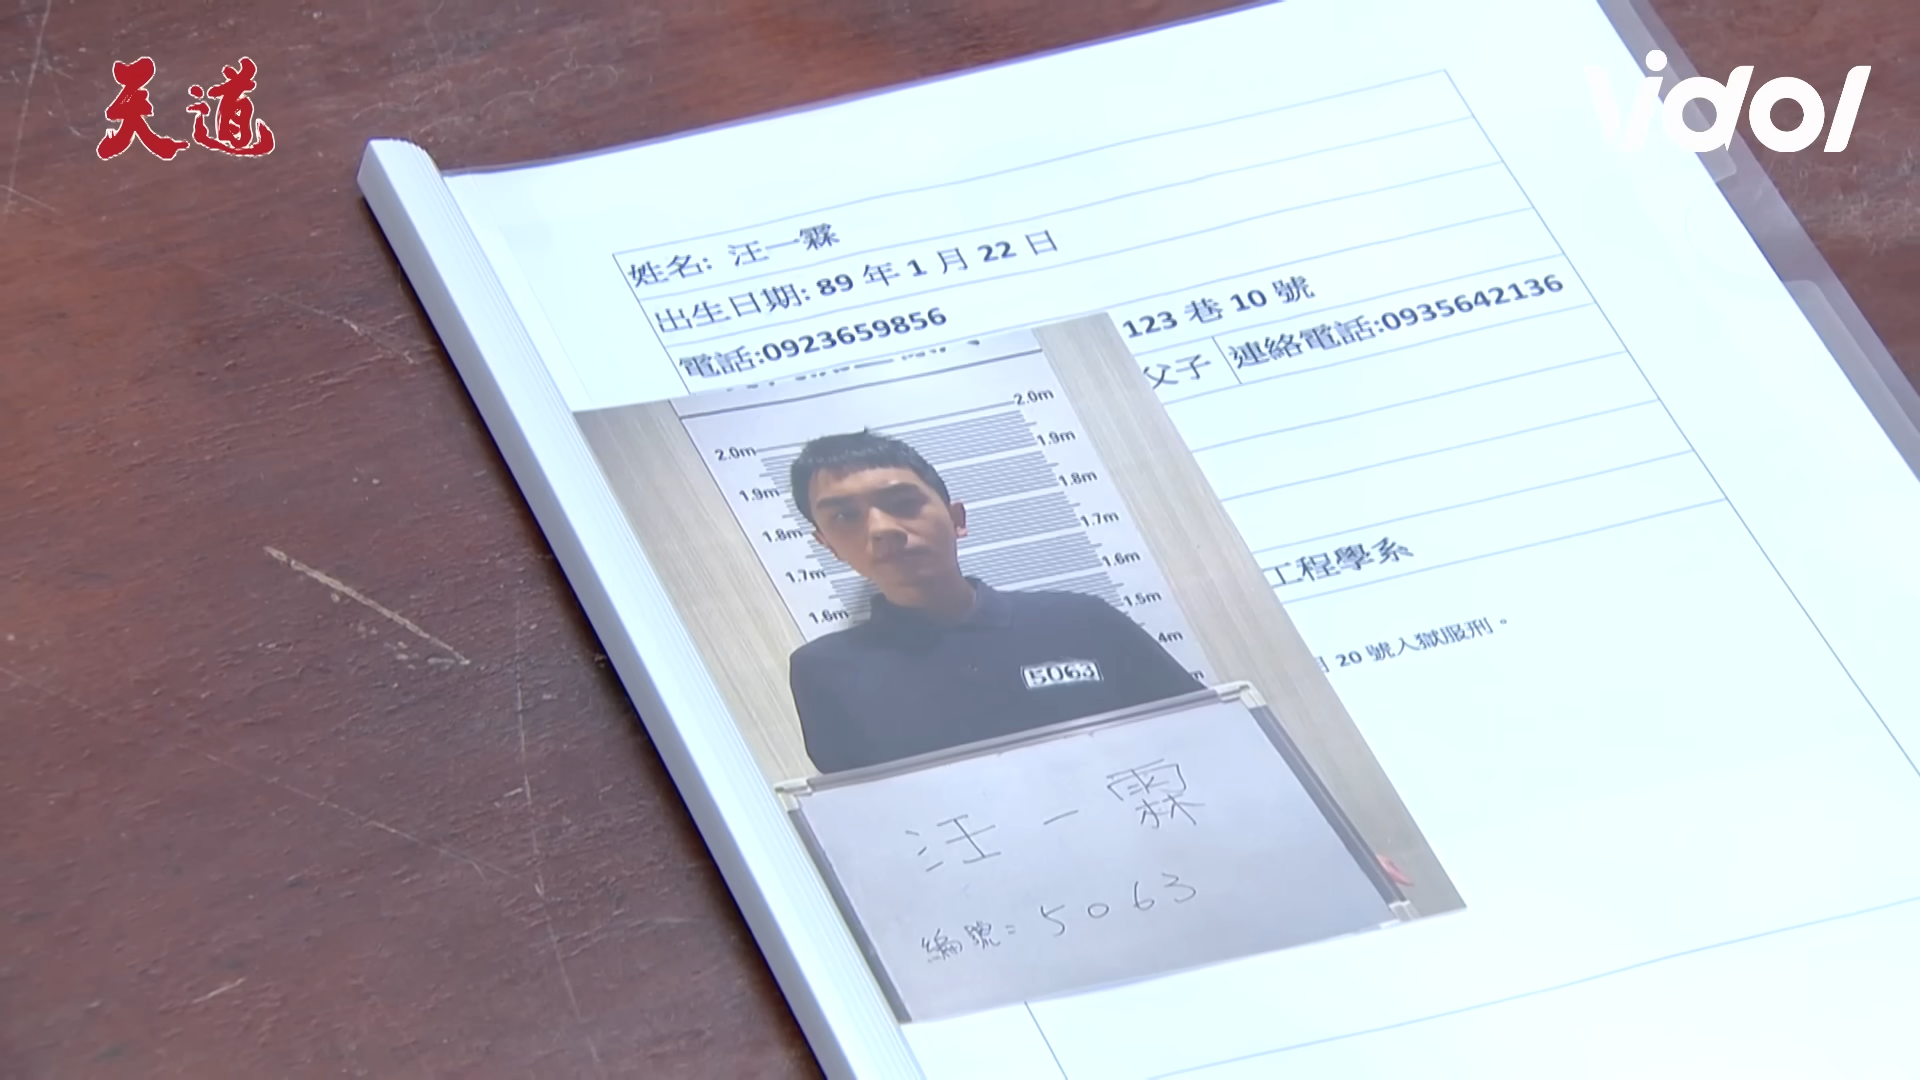 天道
vidol
姓名: 汪一霖
出生日期: 89 年 1 月 22 日
電話:0923659856
123 巷 10 號
父子 連絡電話:0935642136
2.0m 2.0m
1.9m 1.9m
1.8m 1.8m
1.7m 1.7m
1.6m 1.6m
1.5m
4m
工程學系
20 號入獄服刑。
5063
汪一霖
編號: 5063